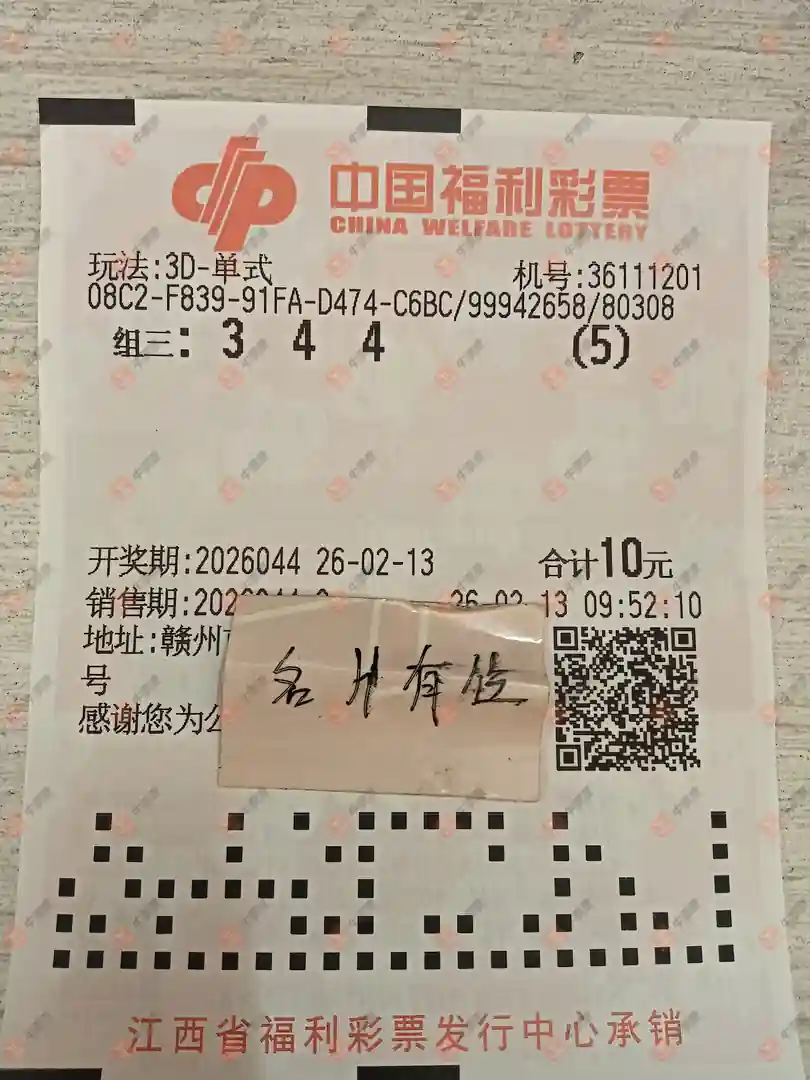 中国福利彩票
CHINA WELFARE LOTTERY
玩法:3D-单式 机号:36111201
08C2-F839-91FA-D474-C6BC/99942658/80308
组三: 3 4 4 (5)
开奖期:2026044 26-02-13 合计10元
销售期:202 26-02-13 09:52:10
地址:赣州
号
感谢您为公
名片有
江西省福利彩票发行中心承销